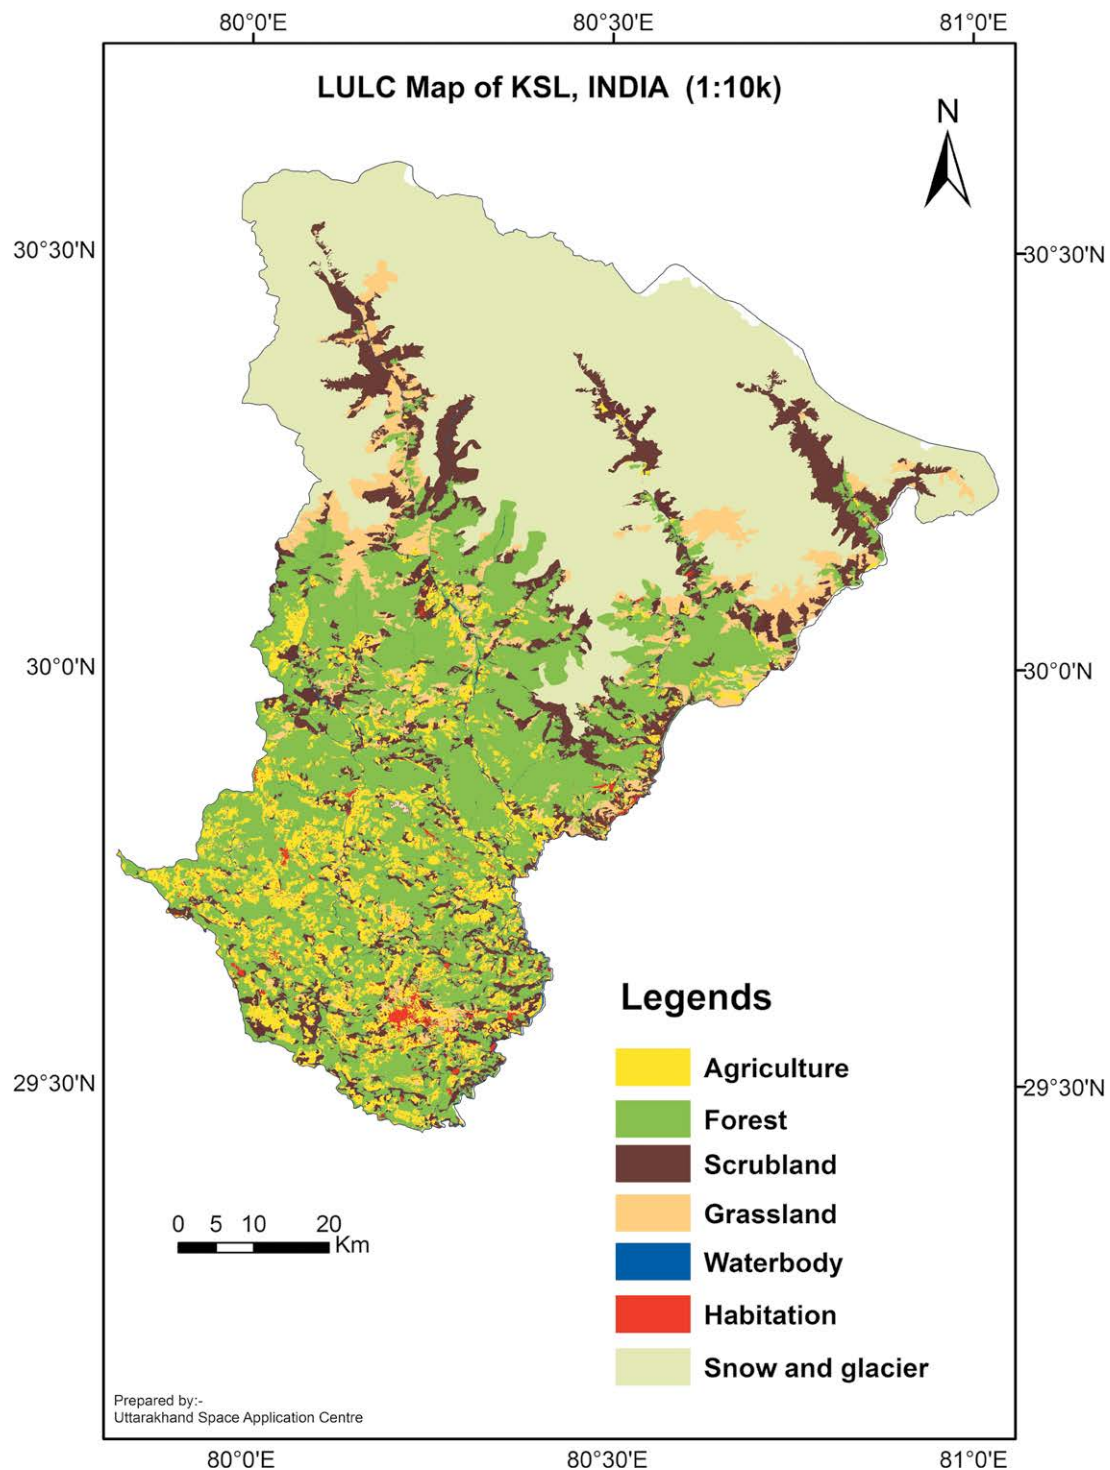 80°0'E 80°30'E 81°0'E
LULC Map of KSL, INDIA (1:10k)
N
30°30'N 30°30'N
30°0'N 30°0'N
Legends
29°30'N 29°30'N
Agriculture
Forest
Scrubland
Grassland
0 5 10 20
Km
Waterbody
Habitation
Snow and glacier
Prepared by:-
Uttarakhand Space Application Centre
80°0'E 80°30'E 81°0'E